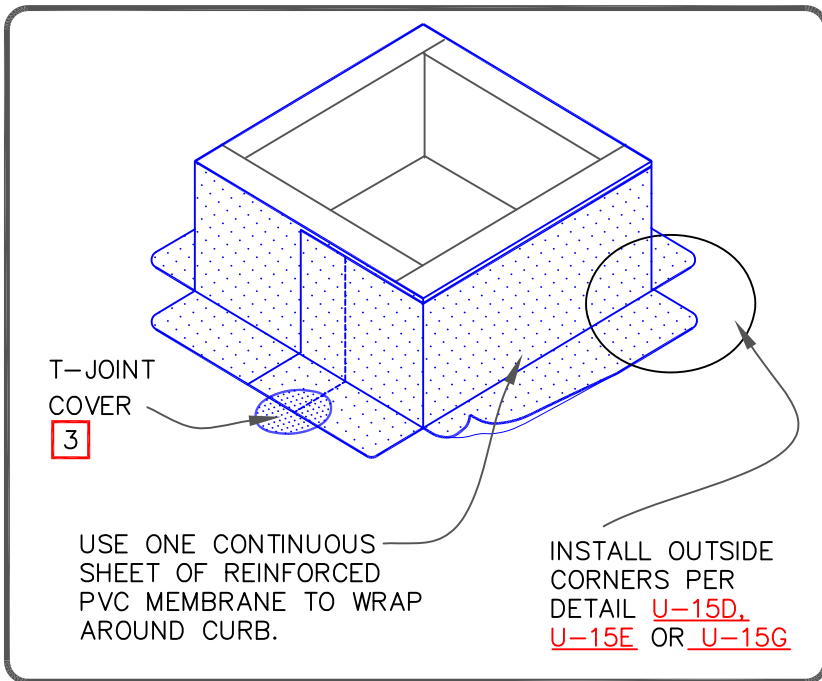 T-JOINT
COVER
3
USE ONE CONTINUOUS
SHEET OF REINFORCED
PVC MEMBRANE TO WRAP
AROUND CURB.
INSTALL OUTSIDE
CORNERS PER
DETAIL U-15D,
U-15E OR U-15G